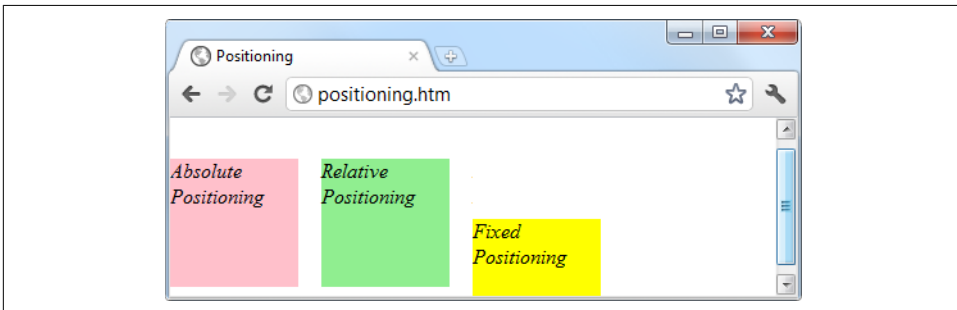 Positioning
positioning.htm
Absolute
Positioning
Relative
Positioning
Fixed
Positioning